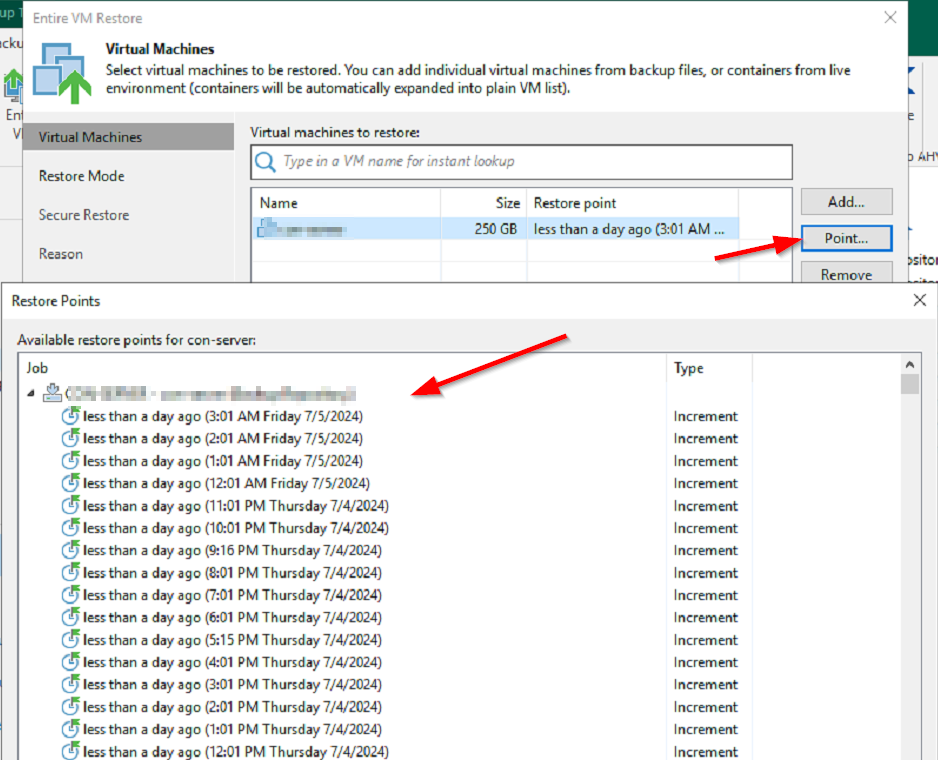 up T
Entire VM Restore
Virtual Machines
Select virtual machines to be restored. You can add individual virtual machines from backup files, or containers from live
environment (containers will be automatically expanded into plain VM list).
Virtual Machines
Restore Mode
Secure Restore
Reason
Virtual machines to restore:
Type in a VM name for instant lookup
Name Size Restore point
250 GB less than a day ago (3:01 AM ...
Add...
Point...
Remove
Restore Points
Available restore points for con-server:
Job Type
less than a day ago (3:01 AM Friday 7/5/2024) Increment
less than a day ago (2:01 AM Friday 7/5/2024) Increment
less than a day ago (1:01 AM Friday 7/5/2024) Increment
less than a day ago (12:01 AM Friday 7/5/2024) Increment
less than a day ago (11:01 PM Thursday 7/4/2024) Increment
less than a day ago (10:01 PM Thursday 7/4/2024) Increment
less than a day ago (9:16 PM Thursday 7/4/2024) Increment
less than a day ago (8:01 PM Thursday 7/4/2024) Increment
less than a day ago (7:01 PM Thursday 7/4/2024) Increment
less than a day ago (6:01 PM Thursday 7/4/2024) Increment
less than a day ago (5:15 PM Thursday 7/4/2024) Increment
less than a day ago (4:01 PM Thursday 7/4/2024) Increment
less than a day ago (3:01 PM Thursday 7/4/2024) Increment
less than a day ago (2:01 PM Thursday 7/4/2024) Increment
less than a day ago (1:01 PM Thursday 7/4/2024) Increment
less than a day ago (12:01 PM Thursday 7/4/2024) Increment